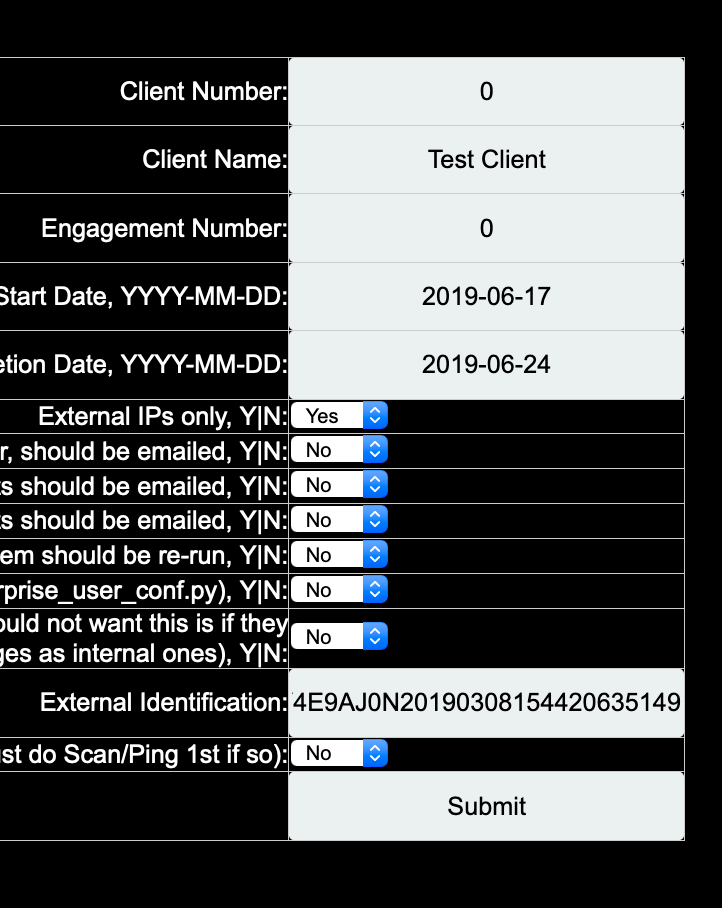 Client Number: 0
Client Name: Test Client
Engagement Number: 0
Start Date, YYYY-MM-DD: 2019-06-17
etion Date, YYYY-MM-DD: 2019-06-24
External IPs only, Y|N: Yes
r, should be emailed, Y|N: No
ts should be emailed, Y|N: No
ts should be emailed, Y|N: No
em should be re-run, Y|N: No
rprise_user_conf.py), Y|N: No
ould not want this is if they
ges as internal ones), Y|N: No
External Identification: 4E9AJ0N20190308154420635149
ust do Scan/Ping 1st if so): No
Submit